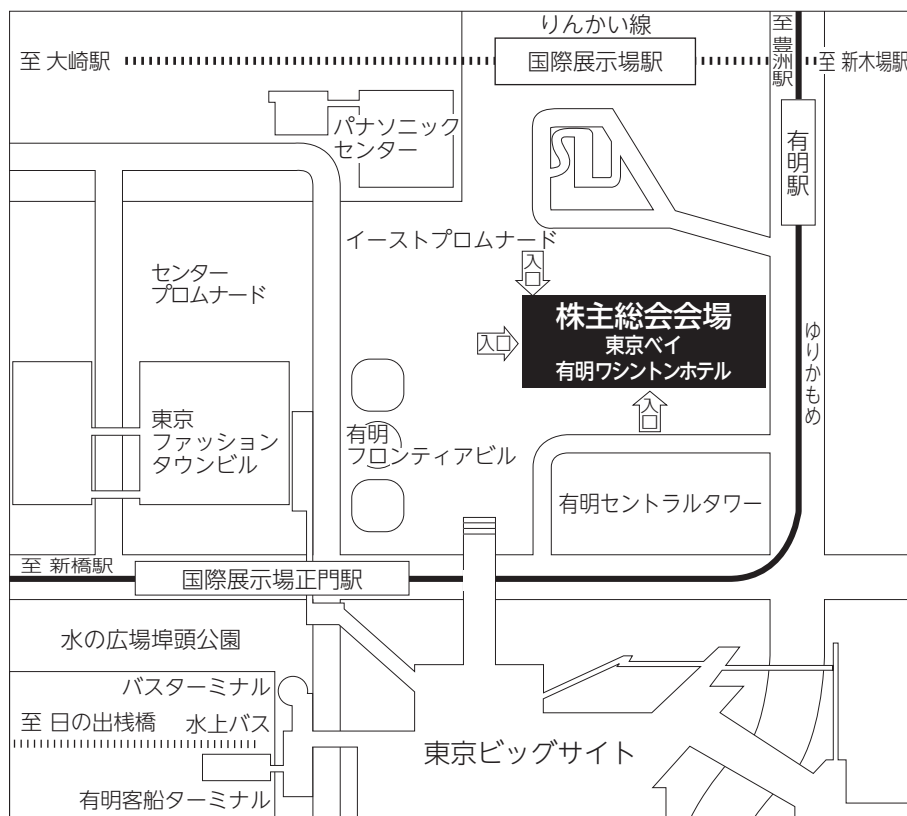 りんかい線
至 大崎駅
国際展示場駅
至 豊洲駅
至 新木場駅
パナソニック
センター
有明駅
イーストプロムナード
センター
プロムナード
入口
株主総会会場
東京ベイ
有明ワシントンホテル
入口
ゆりかもめ
入口
東京
ファッション
タウンビル
有明
フロンティアビル
有明セントラルタワー
至 新橋駅
国際展示場正門駅
水の広場埠頭公園
バスターミナル
至 日の出桟橋
水上バス
東京ビッグサイト
有明客船ターミナル